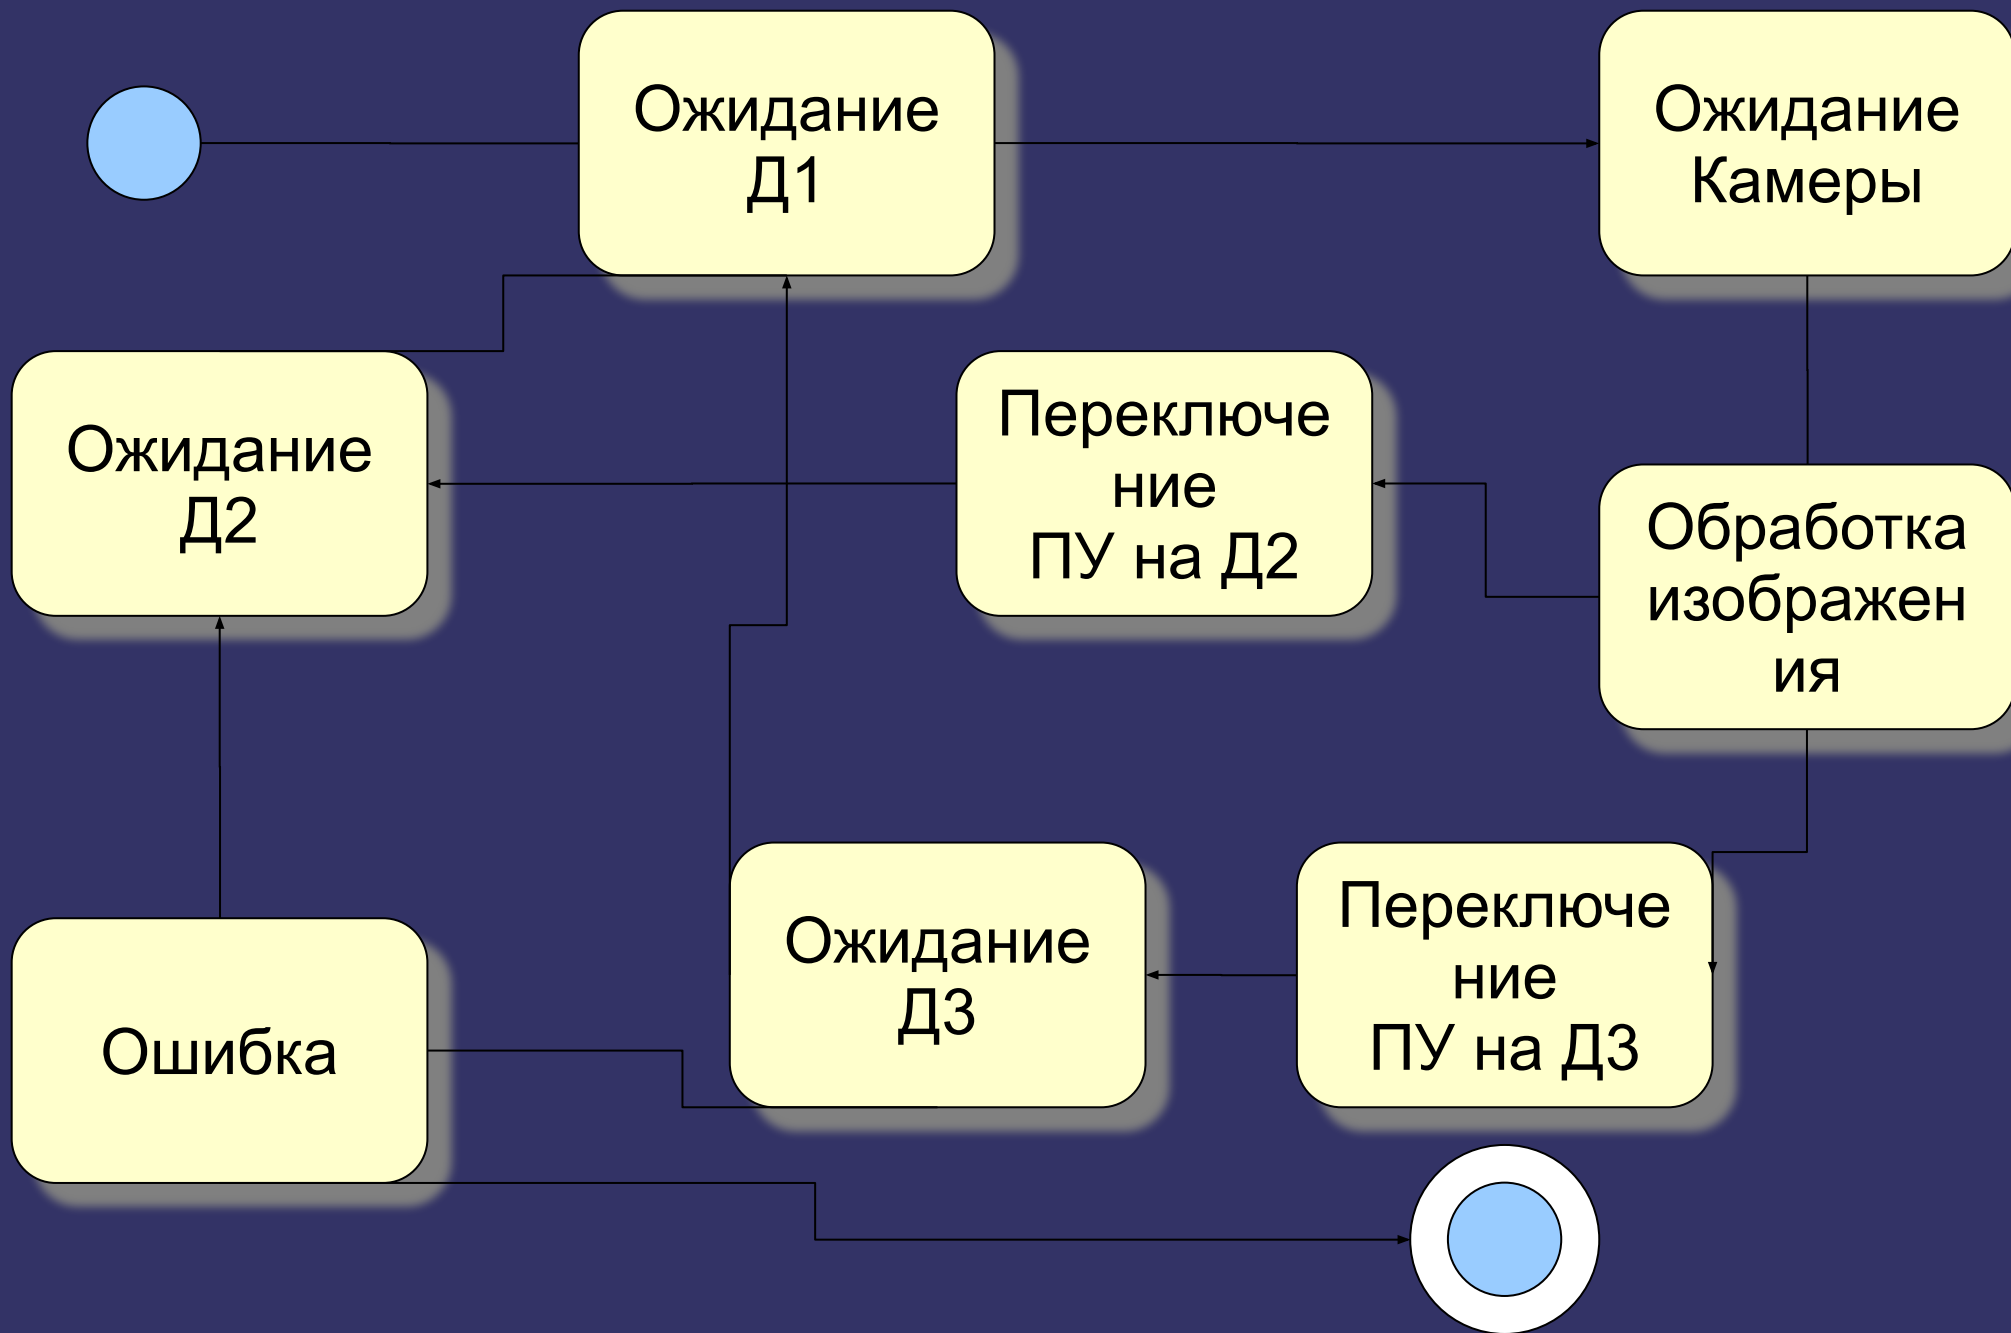 Ожидание
Д1
Ожидание
Камеры
Ожидание
Д2
Переключе
ние
ПУ на Д2
Обработка
изображен
ия
Ожидание
Д3
Переключе
ние
ПУ на Д3
Ошибка